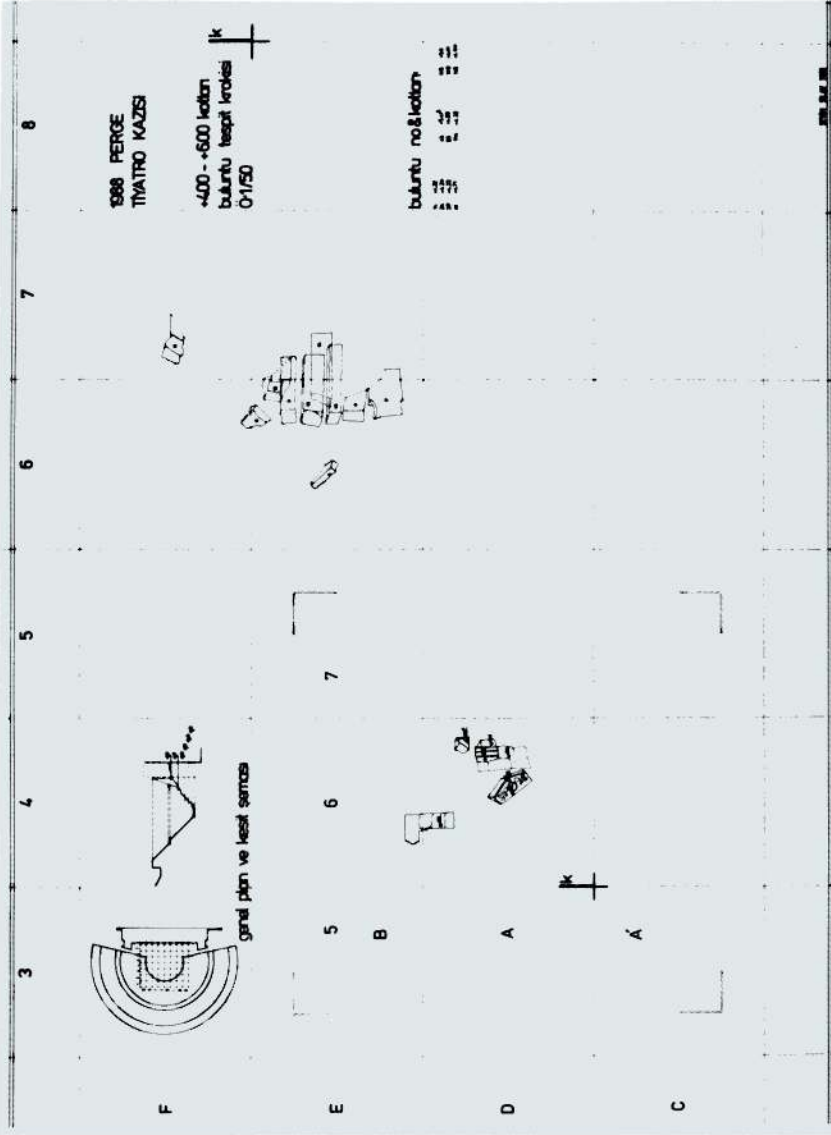 3
4
5
6
7
8
1988 PERGE
TİYATRO KAZISI
+4.00 - +6.00 kotları
buluntu tespit krokisi
Ö:1/50
k
buluntu no&kotları
genel plan ve kesit şeması
5
6
7
B
A
A'
k
F
E
D
C